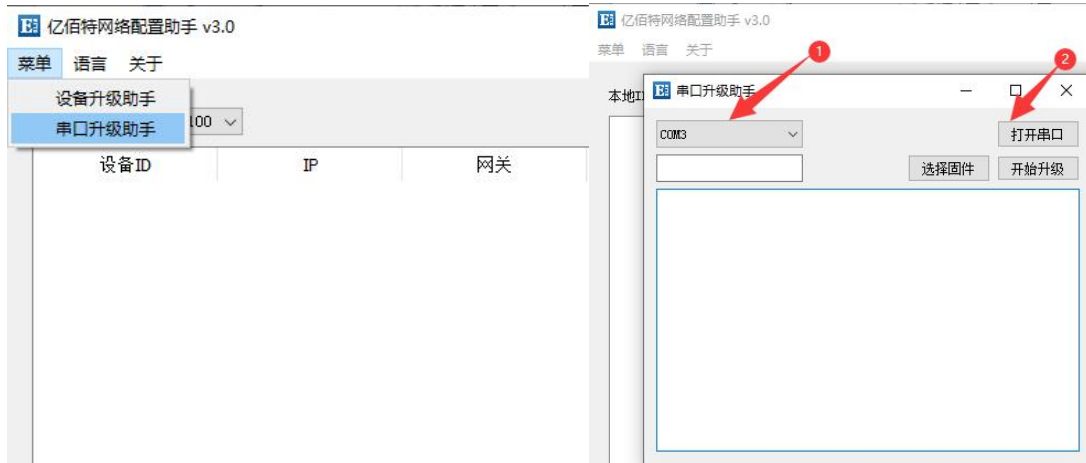 亿佰特网络配置助手 v3.0
菜单 语言 关于
设备升级助手
串口升级助手
100
设备ID IP 网关
亿佰特网络配置助手 v3.0
菜单 语言 关于
1
2
本地I
串口升级助手
COM3
打开串口
选择固件 开始升级